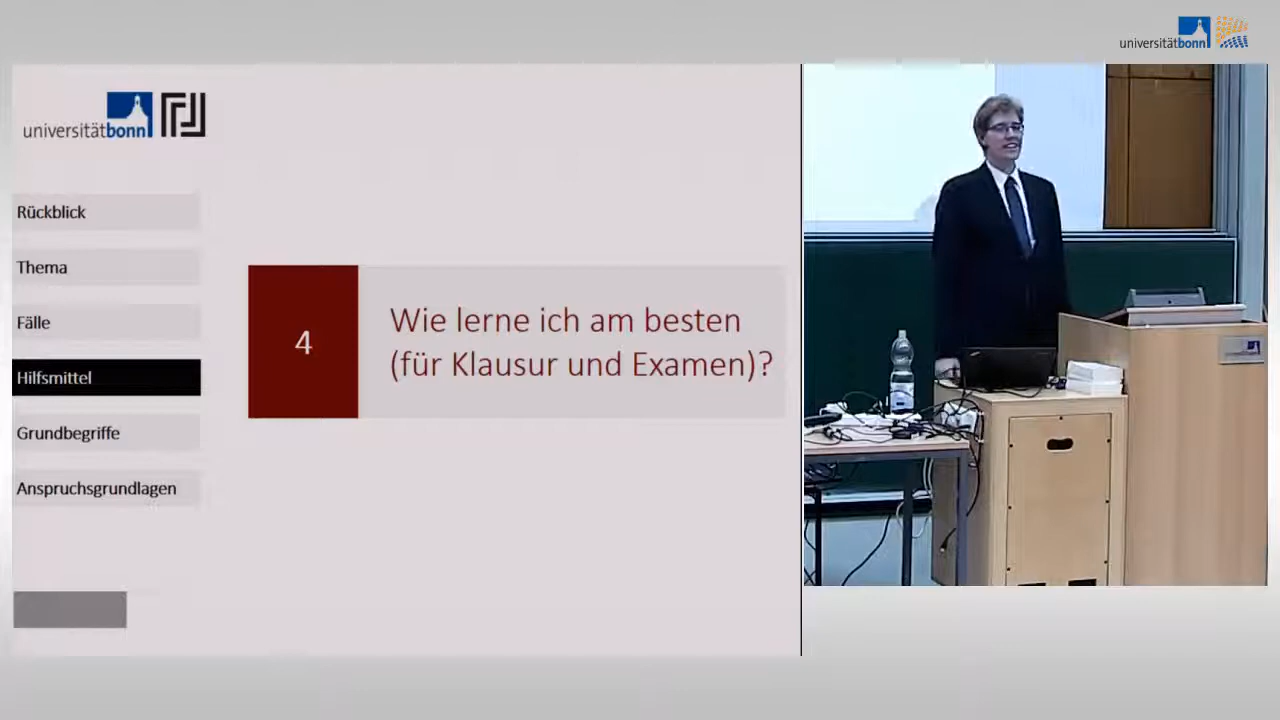 universitätbonn
universitätbonn
Rückblick
Thema
Fälle
Hilfsmittel
Grundbegriffe
Anspruchsgrundlagen
4
Wie lerne ich am besten
(für Klausur und Examen)?